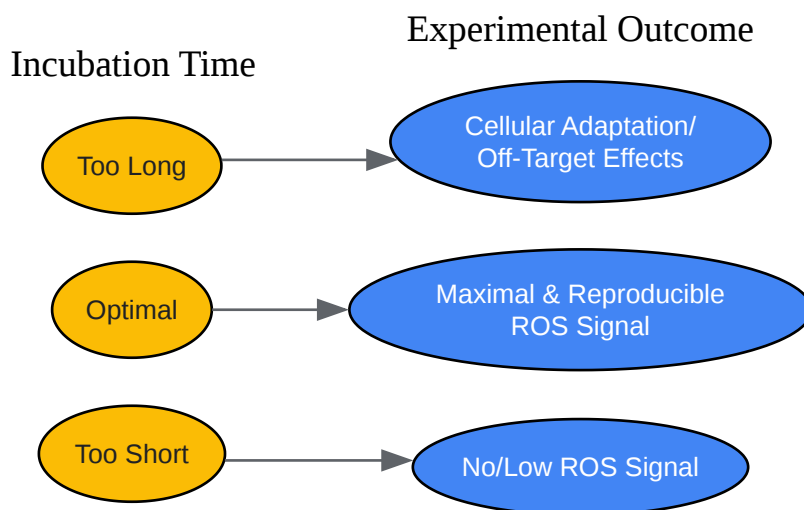 Experimental Outcome
Incubation Time
Too Long
Cellular Adaptation/
Off-Target Effects
Optimal
Maximal & Reproducible
ROS Signal
Too Short
No/Low ROS Signal